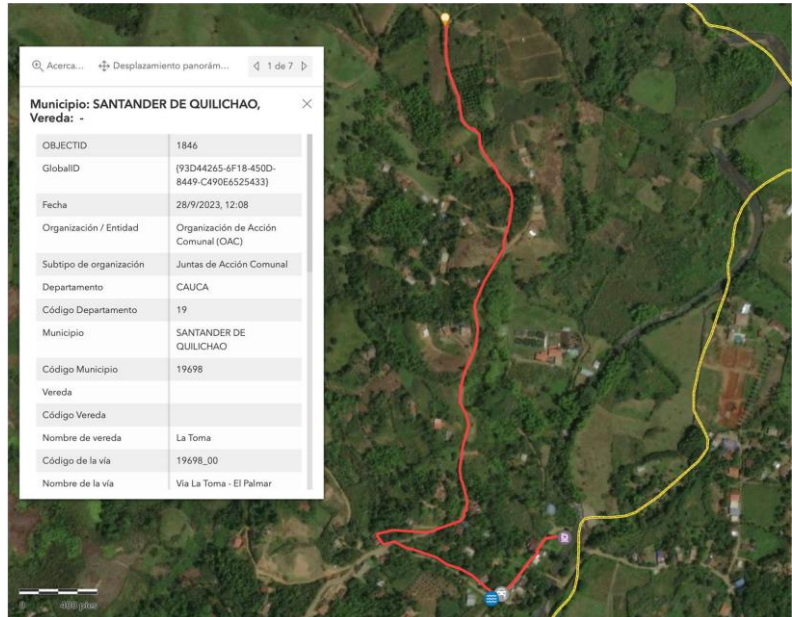 Acerca... Desplazamiento panorám... 1 de 7
Municipio: SANTANDER DE QUILICHAO,
Vereda: -
OBJECTID 1846
GlobalID {93D44265-6F18-450D-
8449-C490E6525433}
Fecha 28/9/2023, 12:08
Organización / Entidad Organización de Acción
Comunal (OAC)
Subtipo de organización Juntas de Acción Comunal
Departamento CAUCA
Código Departamento 19
Municipio SANTANDER DE
QUILICHAO
Código Municipio 19698
Vereda
Código Vereda
Nombre de vereda La Toma
Código de la vía 19698_00
Nombre de la vía Via La Toma - El Palmar
0 400 pies